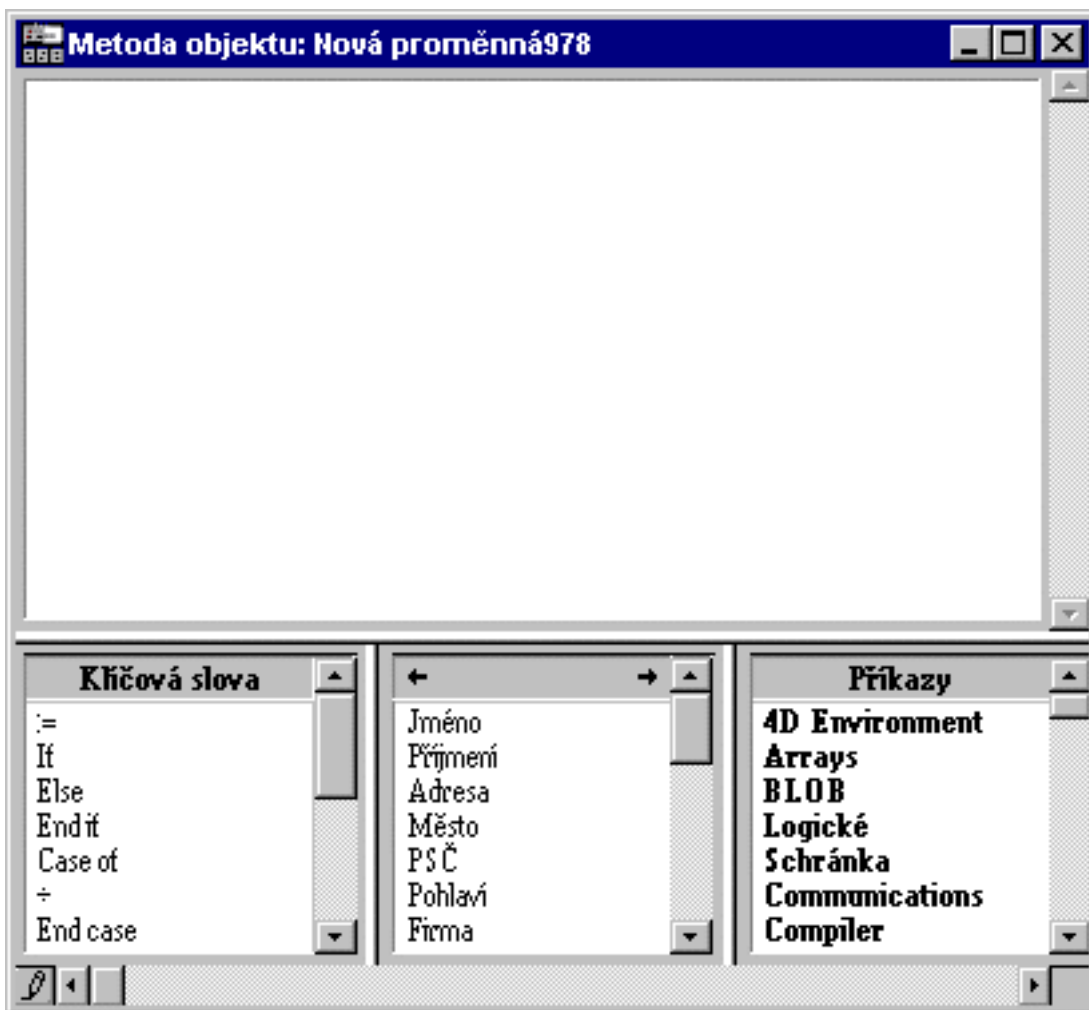 Metoda objektu: Nová proměnná978
Klíčová slova
:=
If
Else
End if
Case of
÷
End case
← →
Jméno
Příjmení
Adresa
Město
PSČ
Pohlaví
Firma
Příkazy
4D Environment
Arrays
BLOB
Logické
Schránka
Communications
Compiler